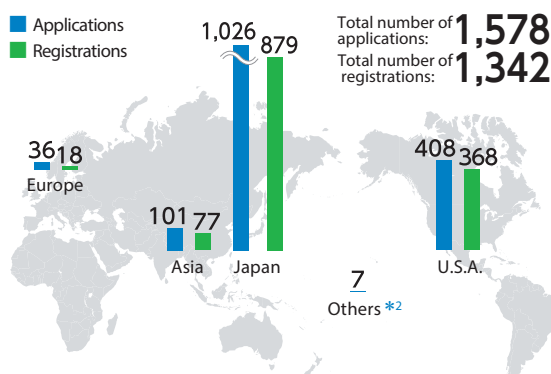 Applications
Registrations
Total number of applications: 1,578
Total number of registrations: 1,342
1,026
879
36 18
Europe
408
368
101
77
Asia
Japan
U.S.A.
7
Others *2